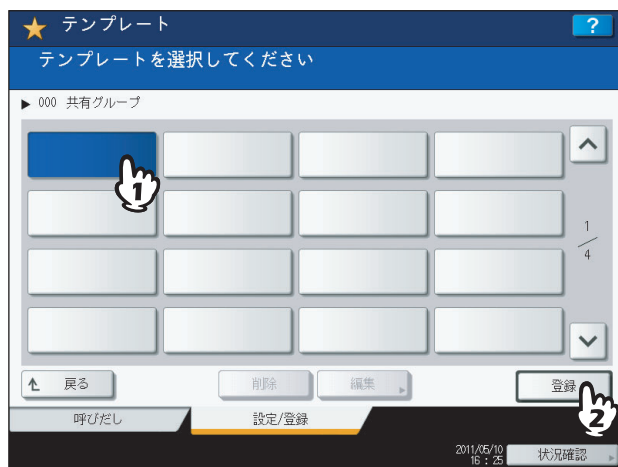 テンプレート
?
テンプレートを選択してください
▶ 000 共有グループ
1
1
4
戻る
削除
編集
登録
2
呼びだし
設定/登録
2011/05/10
16 : 25
状況確認